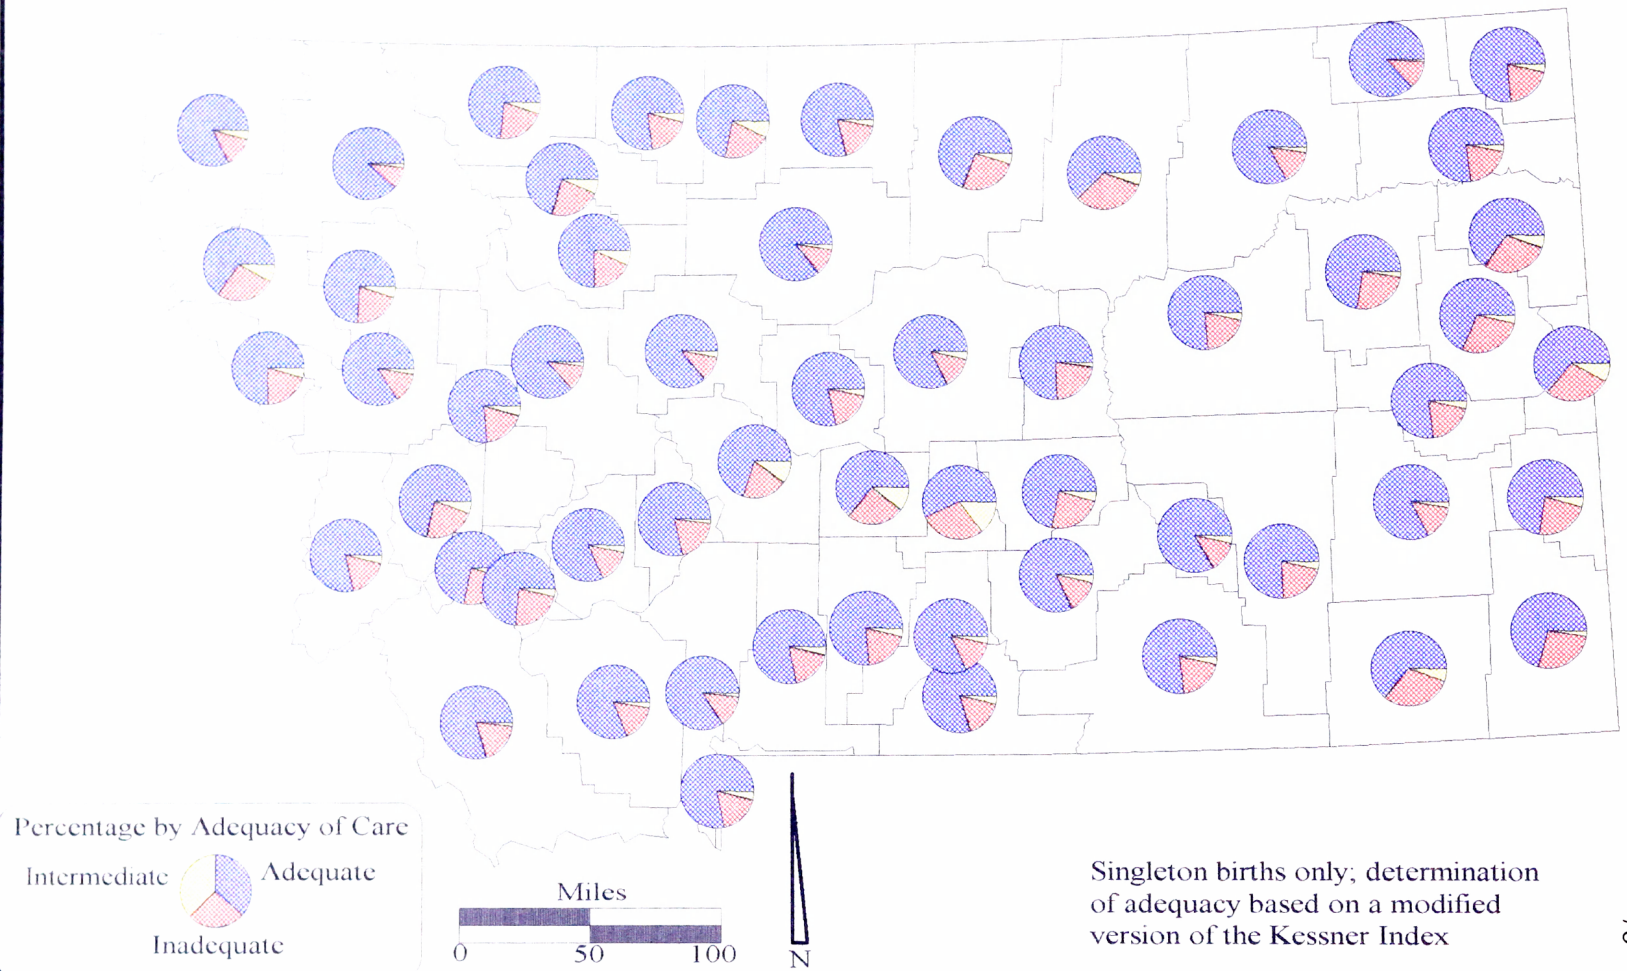 Percentage by Adequacy of Care
Intermediate
Adequate
Inadequate
Miles
0 50 100
N
Singleton births only; determination
of adequacy based on a modified
version of the Kessner Index